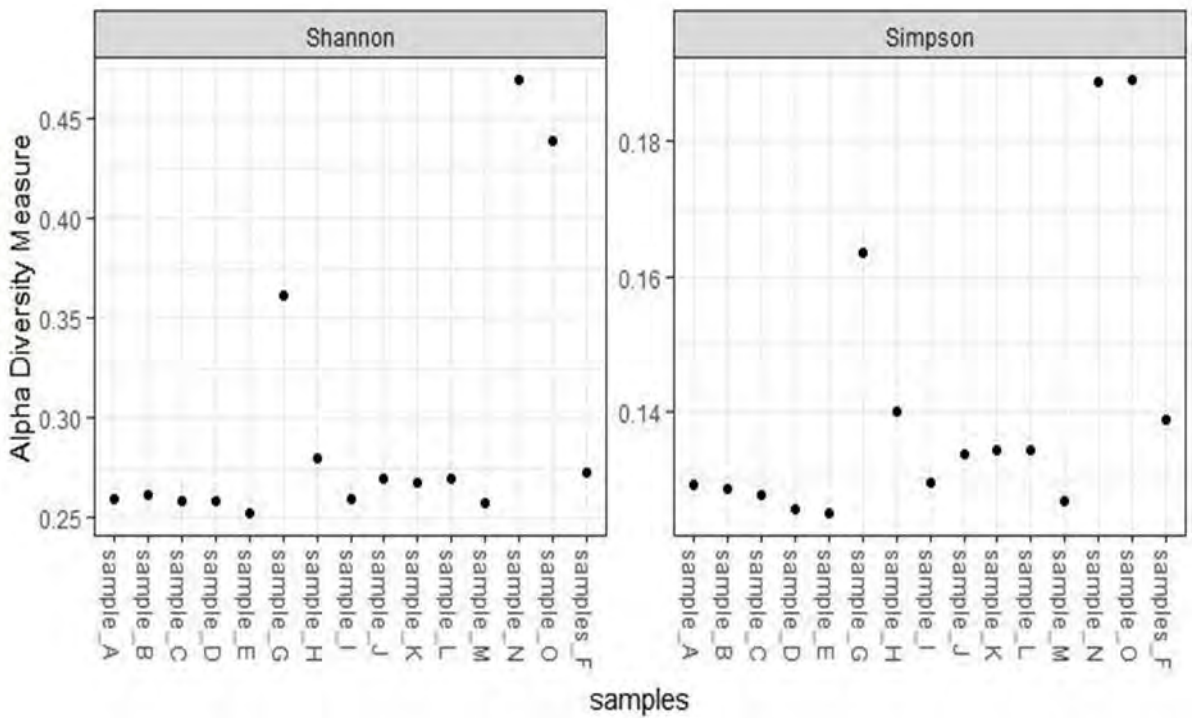 Shannon
Simpson
Alpha Diversity Measure
0.45
0.40
0.35
0.30
0.25
0.18
0.16
0.14
sample_A
sample_B
sample_C
sample_D
sample_E
sample_G
sample_H
sample_I
sample_J
sample_K
sample_L
sample_M
sample_N
sample_O
samples_F
sample_A
sample_B
sample_C
sample_D
sample_E
sample_G
sample_H
sample_I
sample_J
sample_K
sample_L
sample_M
sample_N
sample_O
samples_F
samples